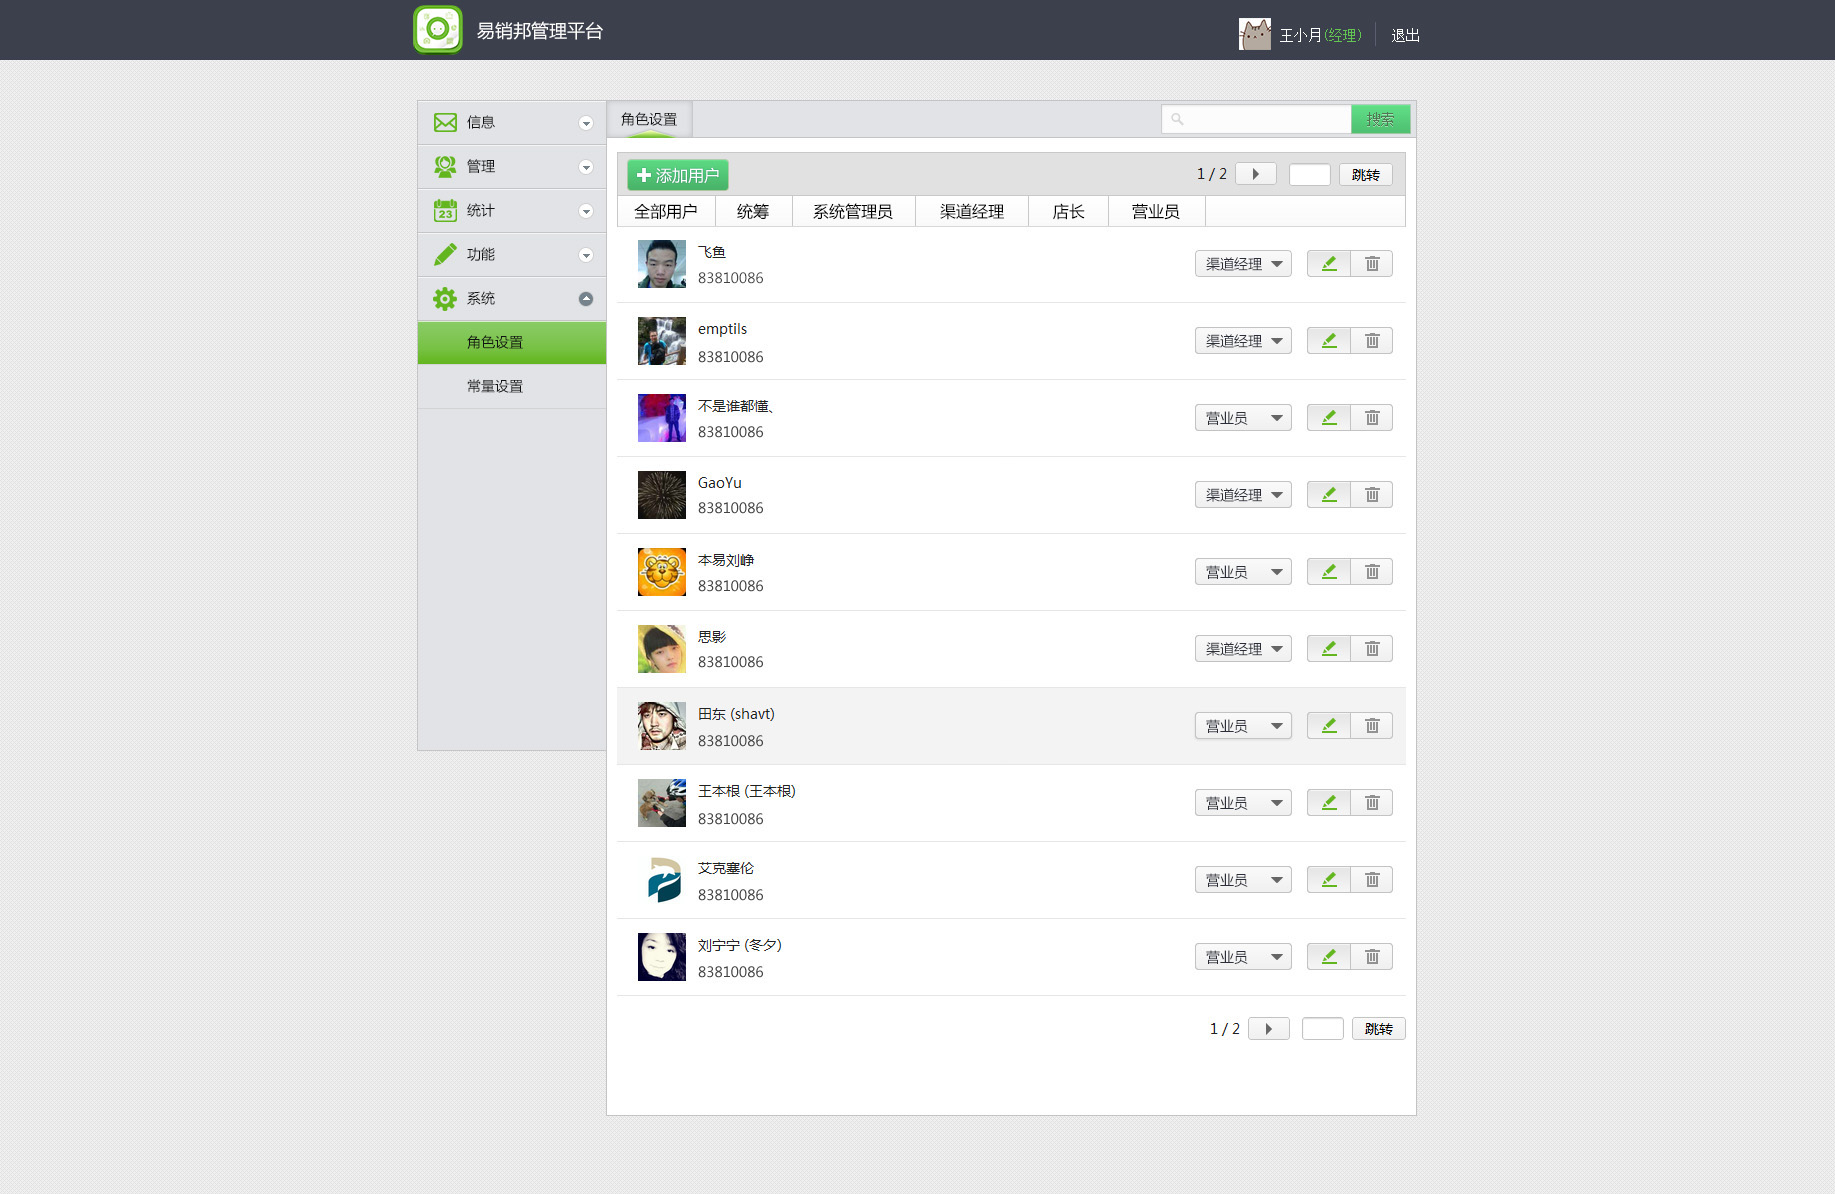 易销邦管理平台
王小月(经理)
退出
信息
管理
23
统计
功能
系统
角色设置
常量设置
角色设置
搜索
添加用户
1 / 2
跳转
全部用户
统筹
系统管理员
渠道经理
店长
营业员
飞鱼
83810086
渠道经理
emptils
83810086
渠道经理
不是谁都懂、
83810086
营业员
GaoYu
83810086
渠道经理
本易刘峥
83810086
营业员
思影
83810086
渠道经理
田东 (shavt)
83810086
营业员
王本根 (王本根)
83810086
营业员
艾克塞伦
83810086
营业员
刘宁宁 (冬夕)
83810086
营业员
1 / 2
跳转